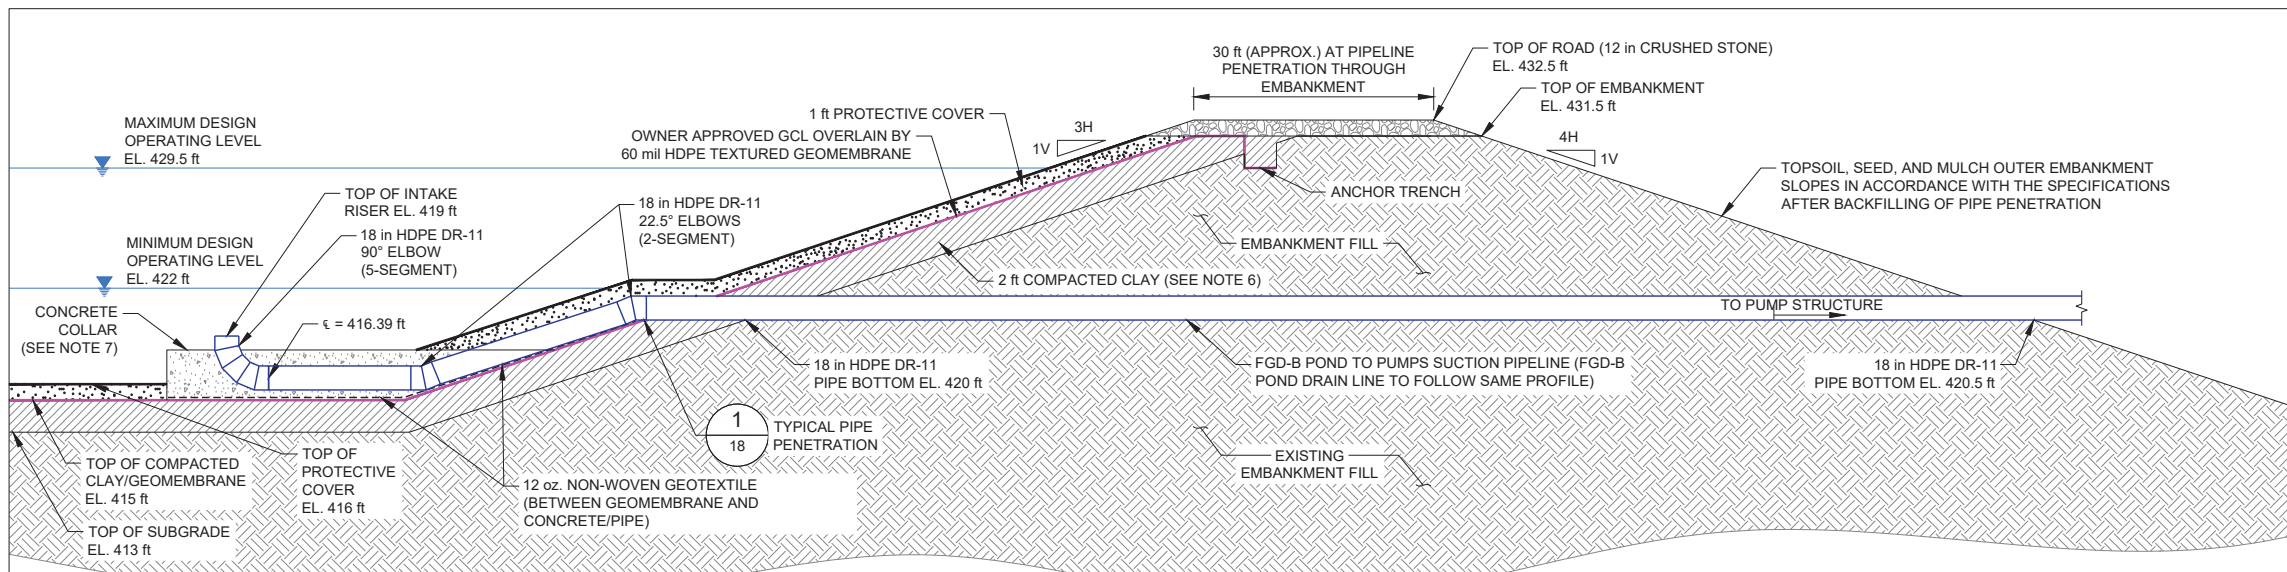 30 ft (APPROX.) AT PIPELINE
PENETRATION THROUGH
EMBANKMENT
TOP OF ROAD (12 in CRUSHED STONE)
EL. 432.5 ft
TOP OF EMBANKMENT
EL. 431.5 ft
1 ft PROTECTIVE COVER
OWNER APPROVED GCL OVERLAIN BY
60 mil HDPE TEXTURED GEOMEMBRANE
3H
1V
4H
1V
MAXIMUM DESIGN
OPERATING LEVEL
EL. 429.5 ft
TOP OF INTAKE
RISER EL. 419 ft
18 in HDPE DR-11
90° ELBOW
(5-SEGMENT)
18 in HDPE DR-11
22.5° ELBOWS
(2-SEGMENT)
ANCHOR TRENCH
TOPSOIL, SEED, AND MULCH OUTER EMBANKMENT
SLOPES IN ACCORDANCE WITH THE SPECIFICATIONS
AFTER BACKFILLING OF PIPE PENETRATION
MINIMUM DESIGN
OPERATING LEVEL
EL. 422 ft
EMBANKMENT FILL
2 ft COMPACTED CLAY (SEE NOTE 6)
CONCRETE
COLLAR
(SEE NOTE 7)
℄ = 416.39 ft
TO PUMP STRUCTURE
18 in HDPE DR-11
PIPE BOTTOM EL. 420 ft
FGD-B POND TO PUMPS SUCTION PIPELINE (FGD-B
POND DRAIN LINE TO FOLLOW SAME PROFILE)
18 in HDPE DR-11
PIPE BOTTOM EL. 420.5 ft
1
18
TYPICAL PIPE
PENETRATION
TOP OF COMPACTED
CLAY/GEOMEMBRANE
EL. 415 ft
TOP OF
PROTECTIVE
COVER
EL. 416 ft
12 oz. NON-WOVEN GEOTEXTILE
(BETWEEN GEOMEMBRANE AND
CONCRETE/PIPE)
EXISTING
EMBANKMENT FILL
TOP OF SUBGRADE
EL. 413 ft